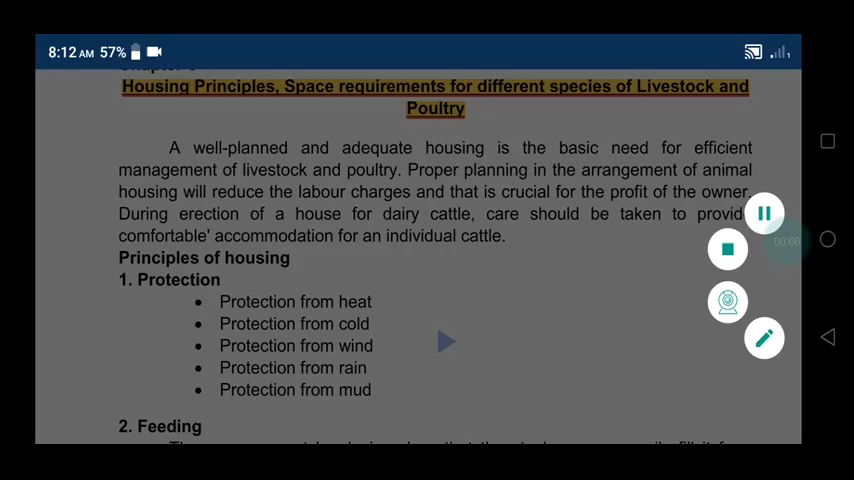 8:12 AM 57%
Housing Principles, Space requirements for different species of Livestock and
Poultry
A well-planned and adequate housing is the basic need for efficient
management of livestock and poultry. Proper planning in the arrangement of animal
housing will reduce the labour charges and that is crucial for the profit of the owner.
During erection of a house for dairy cattle, care should be taken to provid
comfortable' accommodation for an individual cattle.
Principles of housing
1. Protection
• Protection from heat
• Protection from cold
• Protection from wind
• Protection from rain
• Protection from mud
2. Feeding
00:00